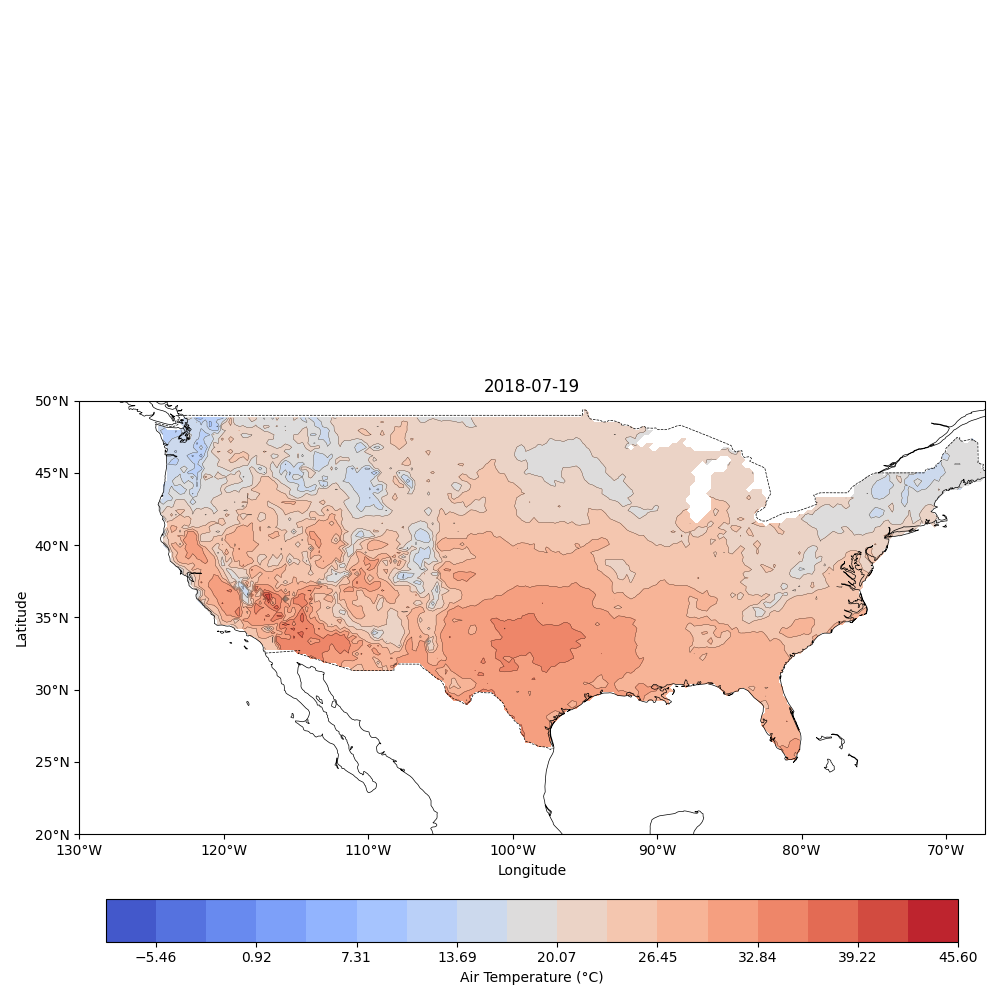 2018-07-19
50°N
45°N
40°N
35°N
30°N
25°N
20°N
Latitude
130°W 120°W 110°W 100°W 90°W 80°W 70°W
Longitude
−5.46 0.92 7.31 13.69 20.07 26.45 32.84 39.22 45.60
Air Temperature (°C)